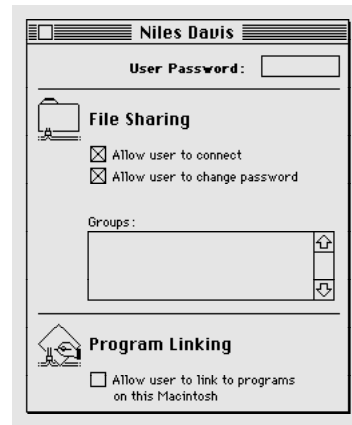 Niles Davis
User Password:
File Sharing
Allow user to connect
Allow user to change password
Groups:
Program Linking
Allow user to link to programs
on this Macintosh